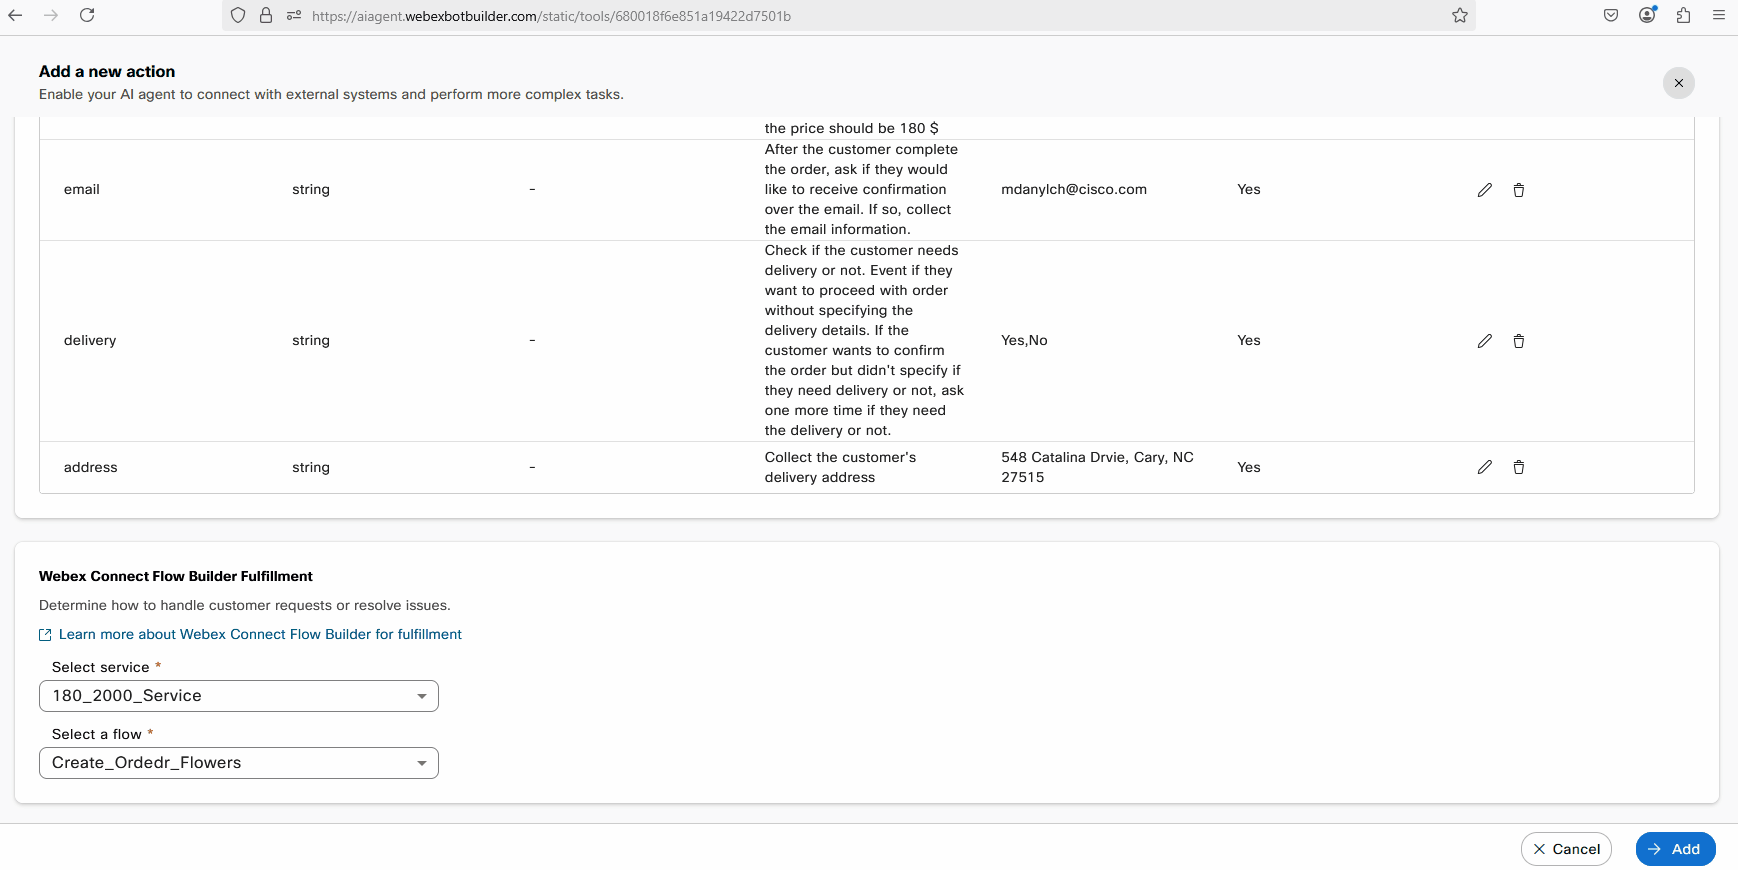 https://aiagent.webexbotbuilder.com/static/tools/680018f6e851a19422d7501b
Add a new action
Enable your AI agent to connect with external systems and perform more complex tasks.
the price should be 180 $
email
string
-
After the customer complete
the order, ask if they would
like to receive confirmation
over the email. If so, collect
the email information.
mdanylch@cisco.com
Yes
delivery
string
-
Check if the customer needs
delivery or not. Event if they
want to proceed with order
without specifying the
delivery details. If the
customer wants to confirm
the order but didn't specify if
they need delivery or not, ask
one more time if they need
the delivery or not.
Yes,No
Yes
address
string
-
Collect the customer's
delivery address
548 Catalina Drvie, Cary, NC
27515
Yes
Webex Connect Flow Builder Fulfillment
Determine how to handle customer requests or resolve issues.
Learn more about Webex Connect Flow Builder for fulfillment
Select service *
180_2000_Service
Select a flow *
Create_Ordedr_Flowers
Cancel
Add